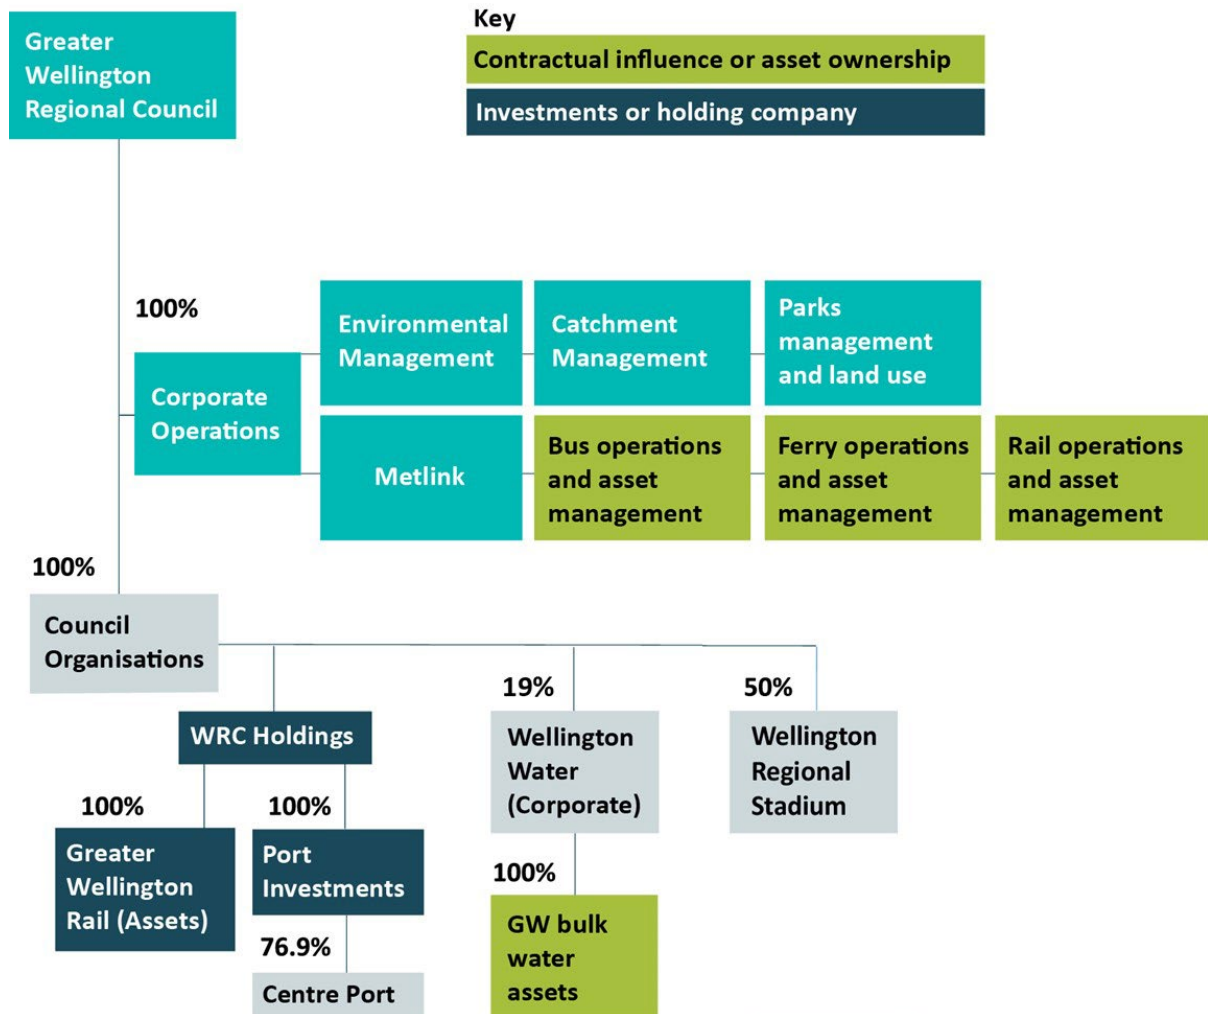 Greater
Wellington
Regional Council
Key
Contractual influence or asset ownership
Investments or holding company
100%
Corporate
Operations
Environmental
Management
Catchment
Management
Parks
management
and land use
Metlink
Bus operations
and asset
management
Ferry operations
and asset
management
Rail operations
and asset
management
100%
Council
Organisations
WRC Holdings
100%
Greater
Wellington
Rail (Assets)
100%
Port
Investments
76.9%
Centre Port
19%
Wellington
Water
(Corporate)
100%
GW bulk
water
assets
50%
Wellington
Regional
Stadium